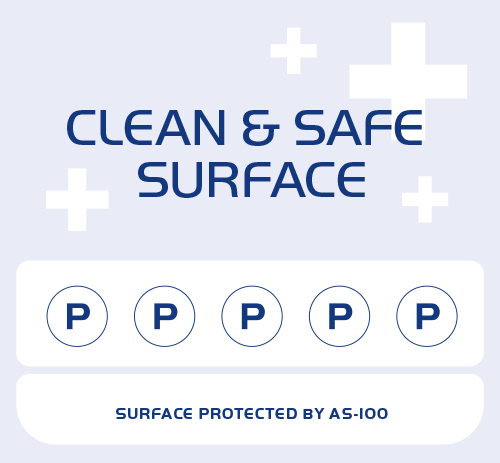 CLEAN & SAFE
SURFACE
P P P P P
SURFACE PROTECTED BY AS-100